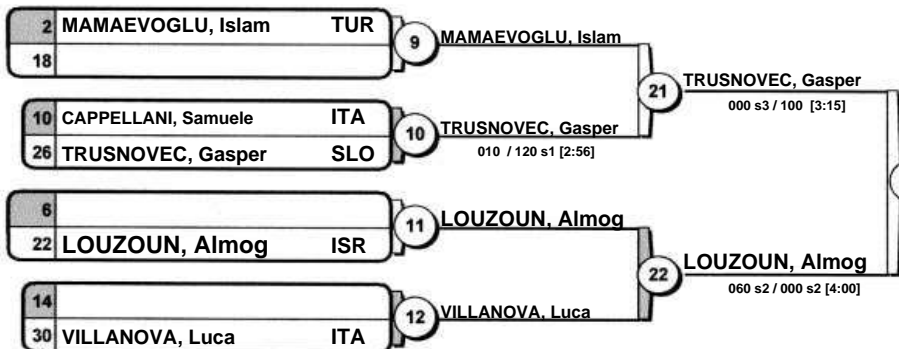 2 MAMAEVOGLU, Islam TUR
18
9
MAMAEVOGLU, Islam
10 CAPPELLANI, Samuele ITA
26 TRUSNOVEC, Gasper SLO
10
TRUSNOVEC, Gasper
010 / 120 s1 [2:56]
21
TRUSNOVEC, Gasper
000 s3 / 100 [3:15]
6
22 LOUZOUN, Almog ISR
11
LOUZOUN, Almog
14
30 VILLANOVA, Luca ITA
12
VILLANOVA, Luca
22
LOUZOUN, Almog
060 s2 / 000 s2 [4:00]